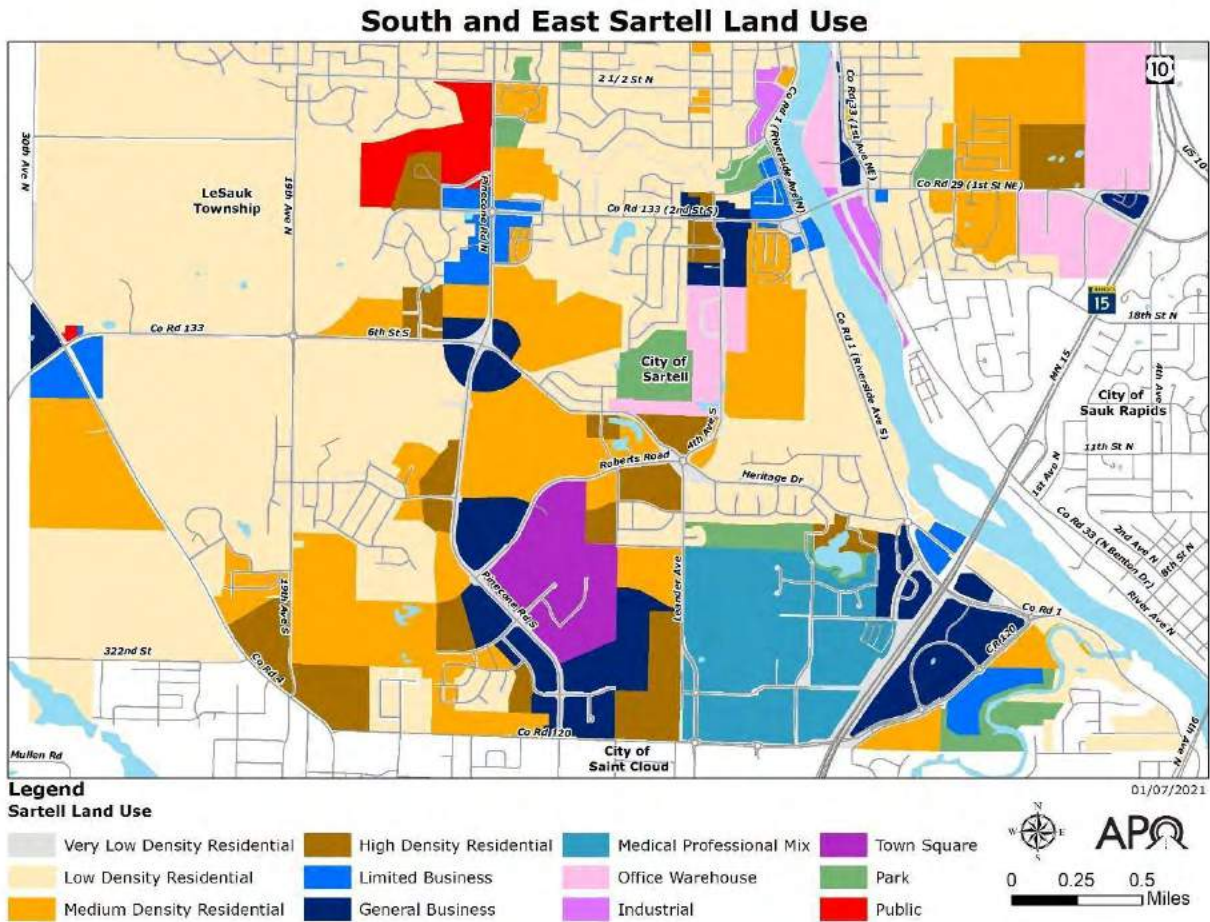 South and East Sartell Land Use
10
2 1/2 St N
Co Rd 1 (Riverside Ave N)
Co Rd 33 (1st Ave NE)
US 10
30th Ave N
LeSauk
Township
19th Ave N
Pinecone Rd N
Co Rd 133 (2nd St S)
Co Rd 29 (1st St NE)
15
18th St N
Co Rd 133
6th St S
City of
Sartell
Co Rd 1 (Riverside Ave S)
MN 15
4th Ave N
City of
Sauk Rapids
11th St N
4th Ave S
Roberts Road
Heritage Dr
1st Ave N
Co Rd 33 (N Benton Dr)
2nd Ave N
8th St N
River Ave N
Pinecone Rd S
Leander Ave
19th Ave S
Co Rd 1
CR 120
322nd St
Co Rd 4
Co Rd 120
Mullen Rd
City of
Saint Cloud
9th Ave N
01/07/2021
Legend
Sartell Land Use
Very Low Density Residential
Low Density Residential
Medium Density Residential
High Density Residential
Limited Business
General Business
Medical Professional Mix
Office Warehouse
Industrial
Town Square
Park
Public
N
W
E
S
APO
0 0.25 0.5
Miles